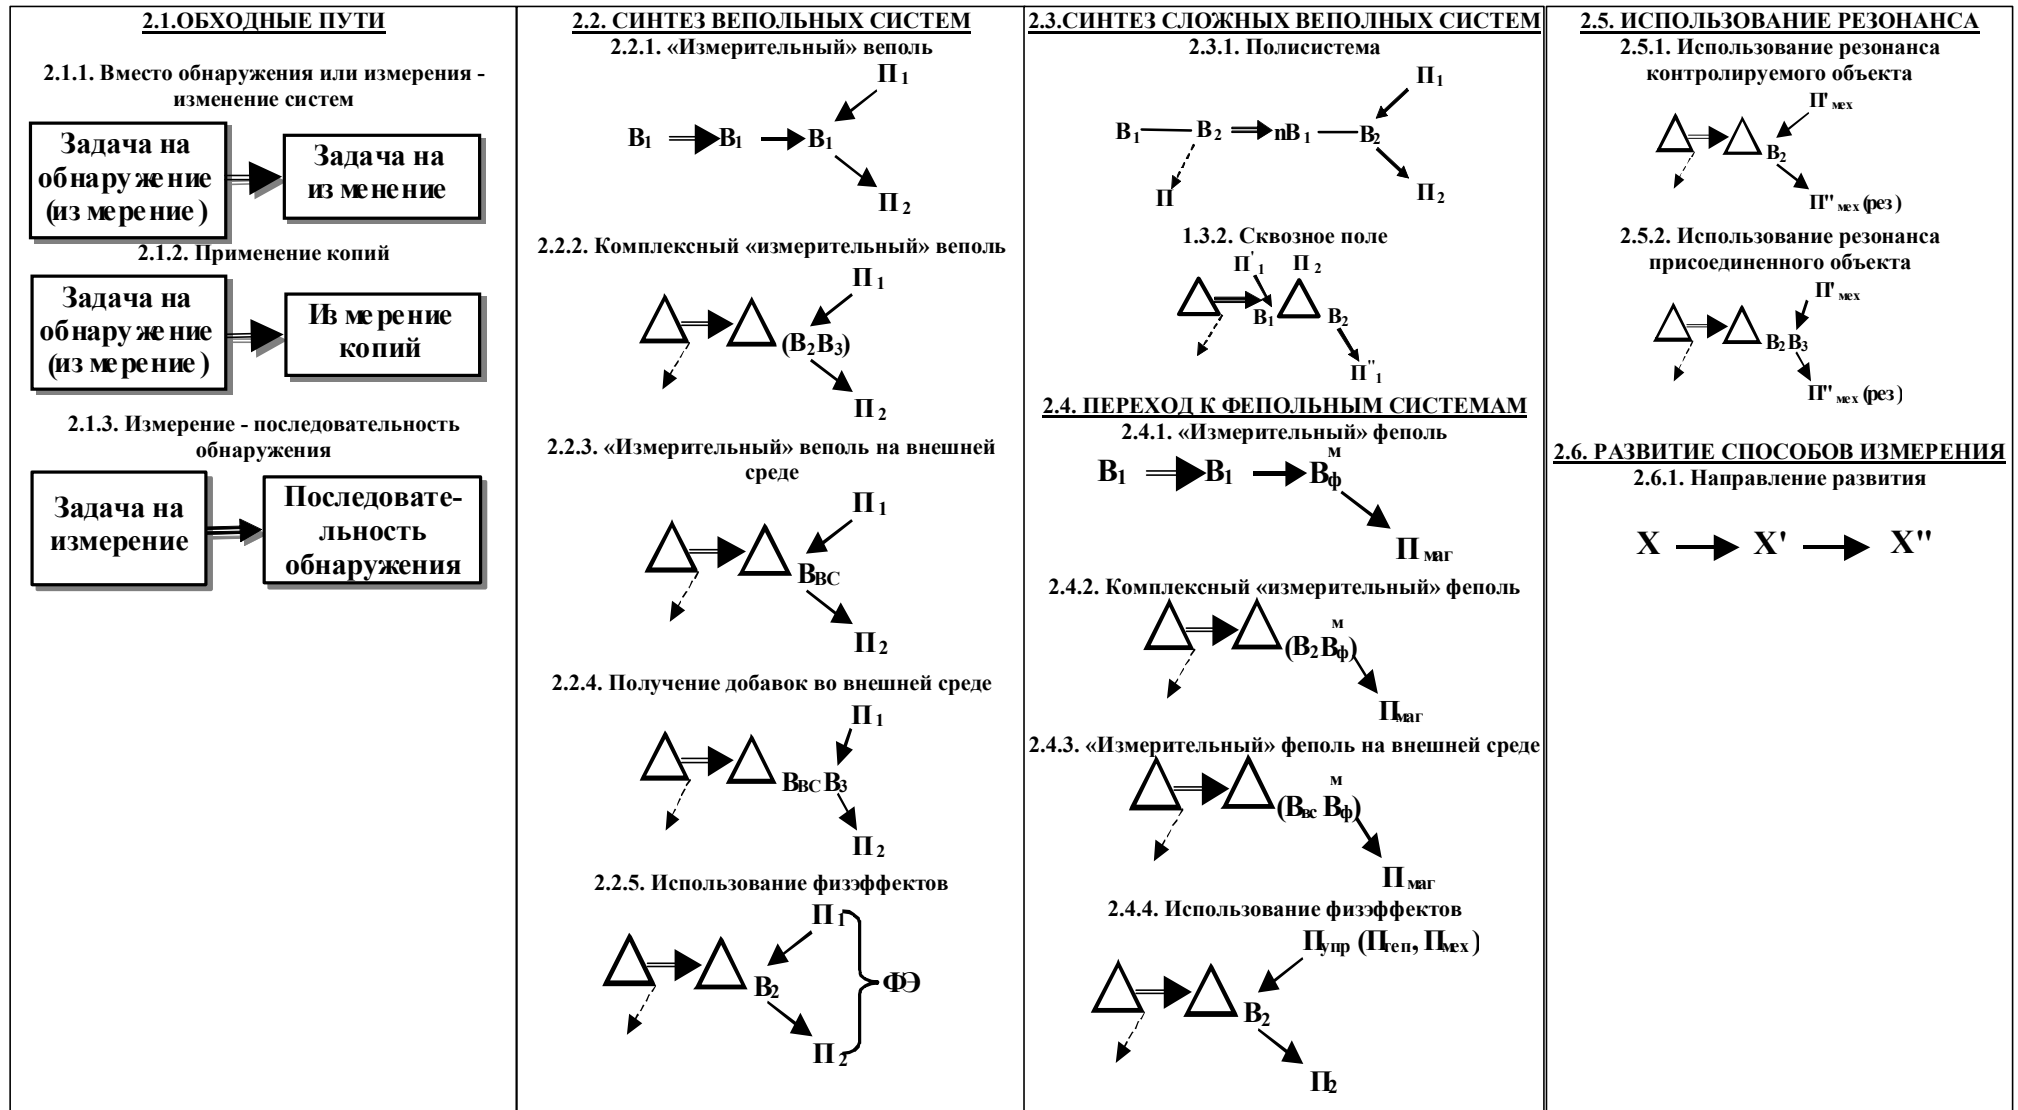 2.1.ОБХОДНЫЕ ПУТИ
2.1.1. Вместо обнаружения или измерения -
изменение систем
Задача на
обнаружение
(измерение)
Задача на
изменение
2.1.2. Применение копий
Задача на
обнаружение
(измерение)
Измерение
копий
2.1.3. Измерение - последовательность
обнаружения
Задача на
измерение
Последовате-
льность
обнаружения
2.2. СИНТЕЗ ВЕПОЛЬНЫХ СИСТЕМ
2.2.1. «Измерительный» веполь
П1
В1 В1 В1
П2
2.2.2. Комплексный «измерительный» веполь
П1
(В2В3)
П2
2.2.3. «Измерительный» веполь на внешней
среде
П1
ВВС
П2
2.2.4. Получение добавок во внешней среде
П1
ВВС В3
П2
2.2.5. Использование физэффектов
П1
В2
ФЭ
П2
2.3.СИНТЕЗ СЛОЖНЫХ ВЕПОЛНЫХ СИСТЕМ
2.3.1. Полисистема
П1
В1 В2 nВ1 В2
П П2
1.3.2. Сквозное поле
П'1 П2
В1 В2
П"1
2.4. ПЕРЕХОД К ФЕПОЛЬНЫМ СИСТЕМАМ
2.4.1. «Измерительный» феполь
м
В1 В1 Вф
Пмаг
2.4.2. Комплексный «измерительный» феполь
м
(В2Вф)
Пмаг
2.4.3. «Измерительный» феполь на внешней среде
м
(Ввс Вф)
Пмаг
2.4.4. Использование физэффектов
Пупр (Птеп, Пмех)
В2
П2
2.5. ИСПОЛЬЗОВАНИЕ РЕЗОНАНСА
2.5.1. Использование резонанса
контролируемого объекта
П'мех
В2
П"мех (рез)
2.5.2. Использование резонанса
присоединенного объекта
П'мех
В2В3
П"мех (рез)
2.6. РАЗВИТИЕ СПОСОБОВ ИЗМЕРЕНИЯ
2.6.1. Направление развития
X X' X"